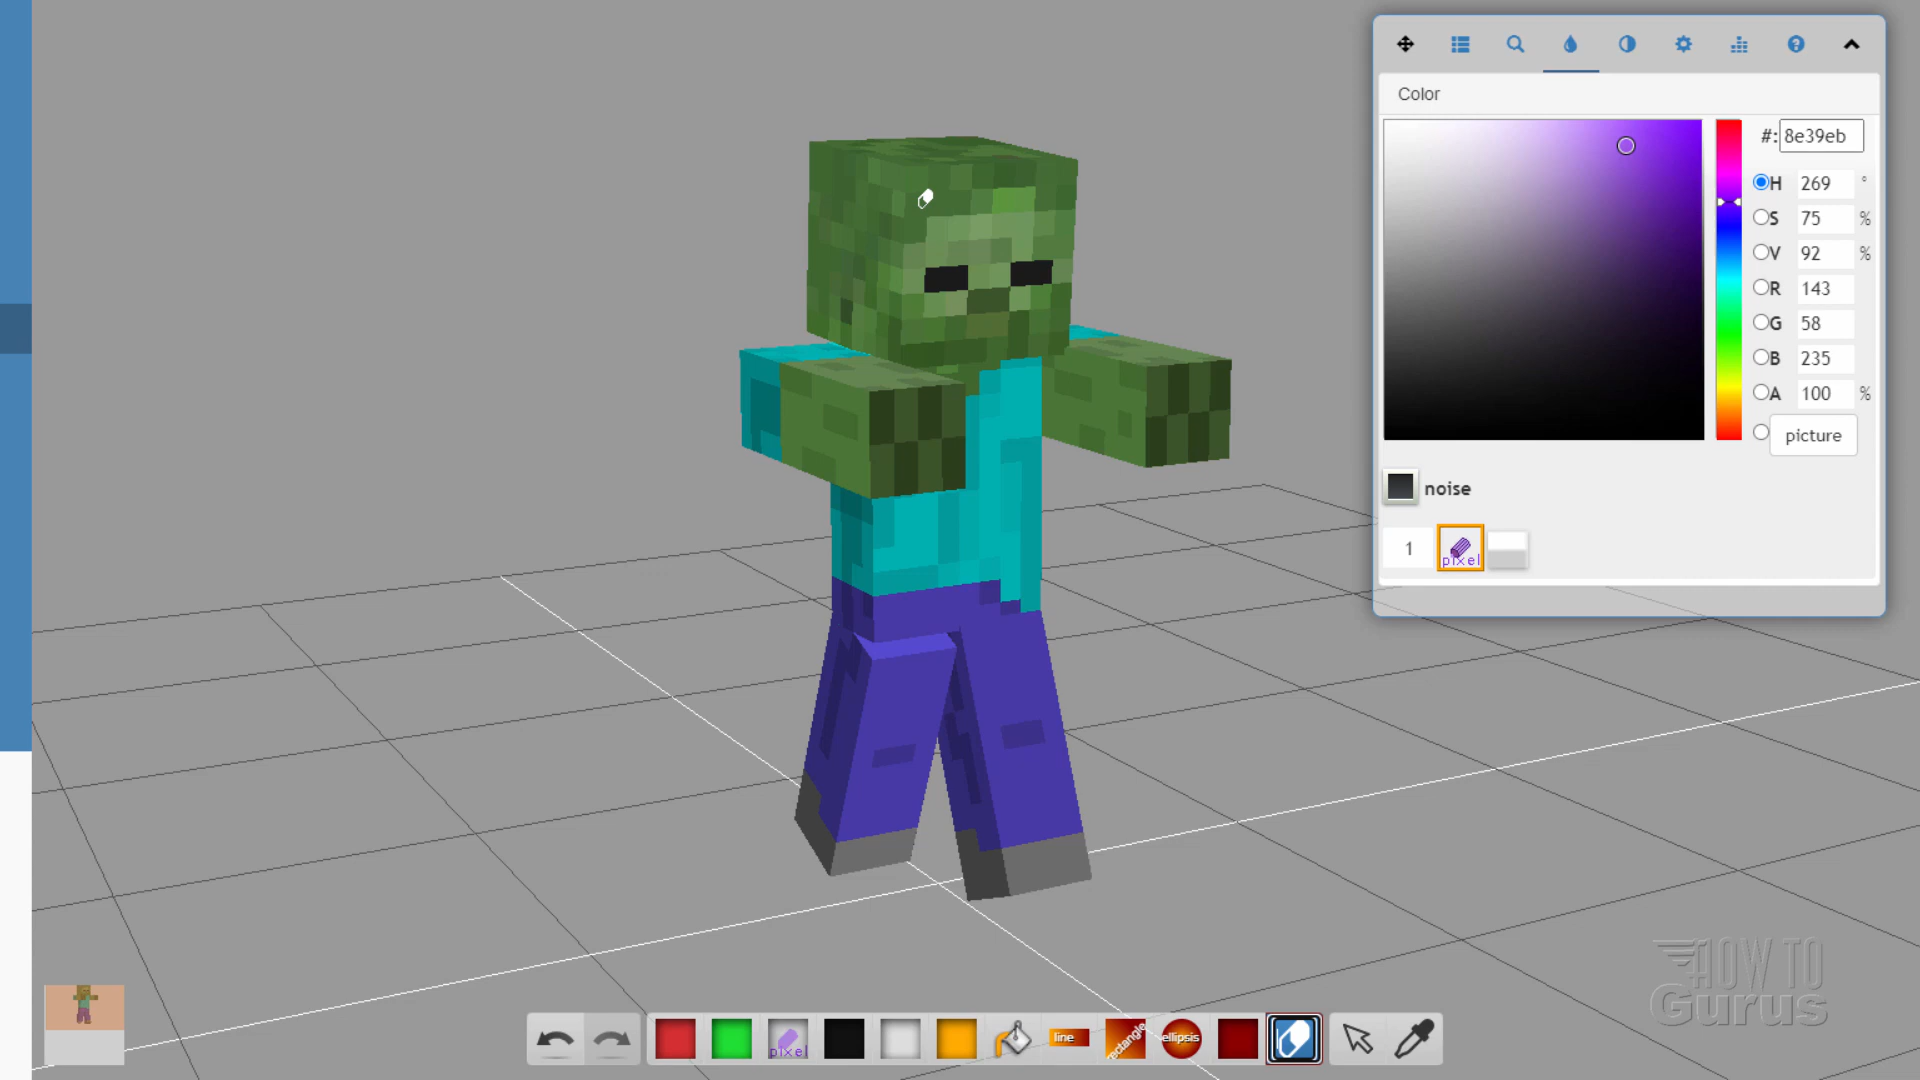 Color
#: 8e39eb
H 269 °
S 75 %
V 92 %
R 143
G 58
B 235
A 100 %
picture
noise
1 pixel
HOW TO
Gurus
pixel line rectangle ellipsis